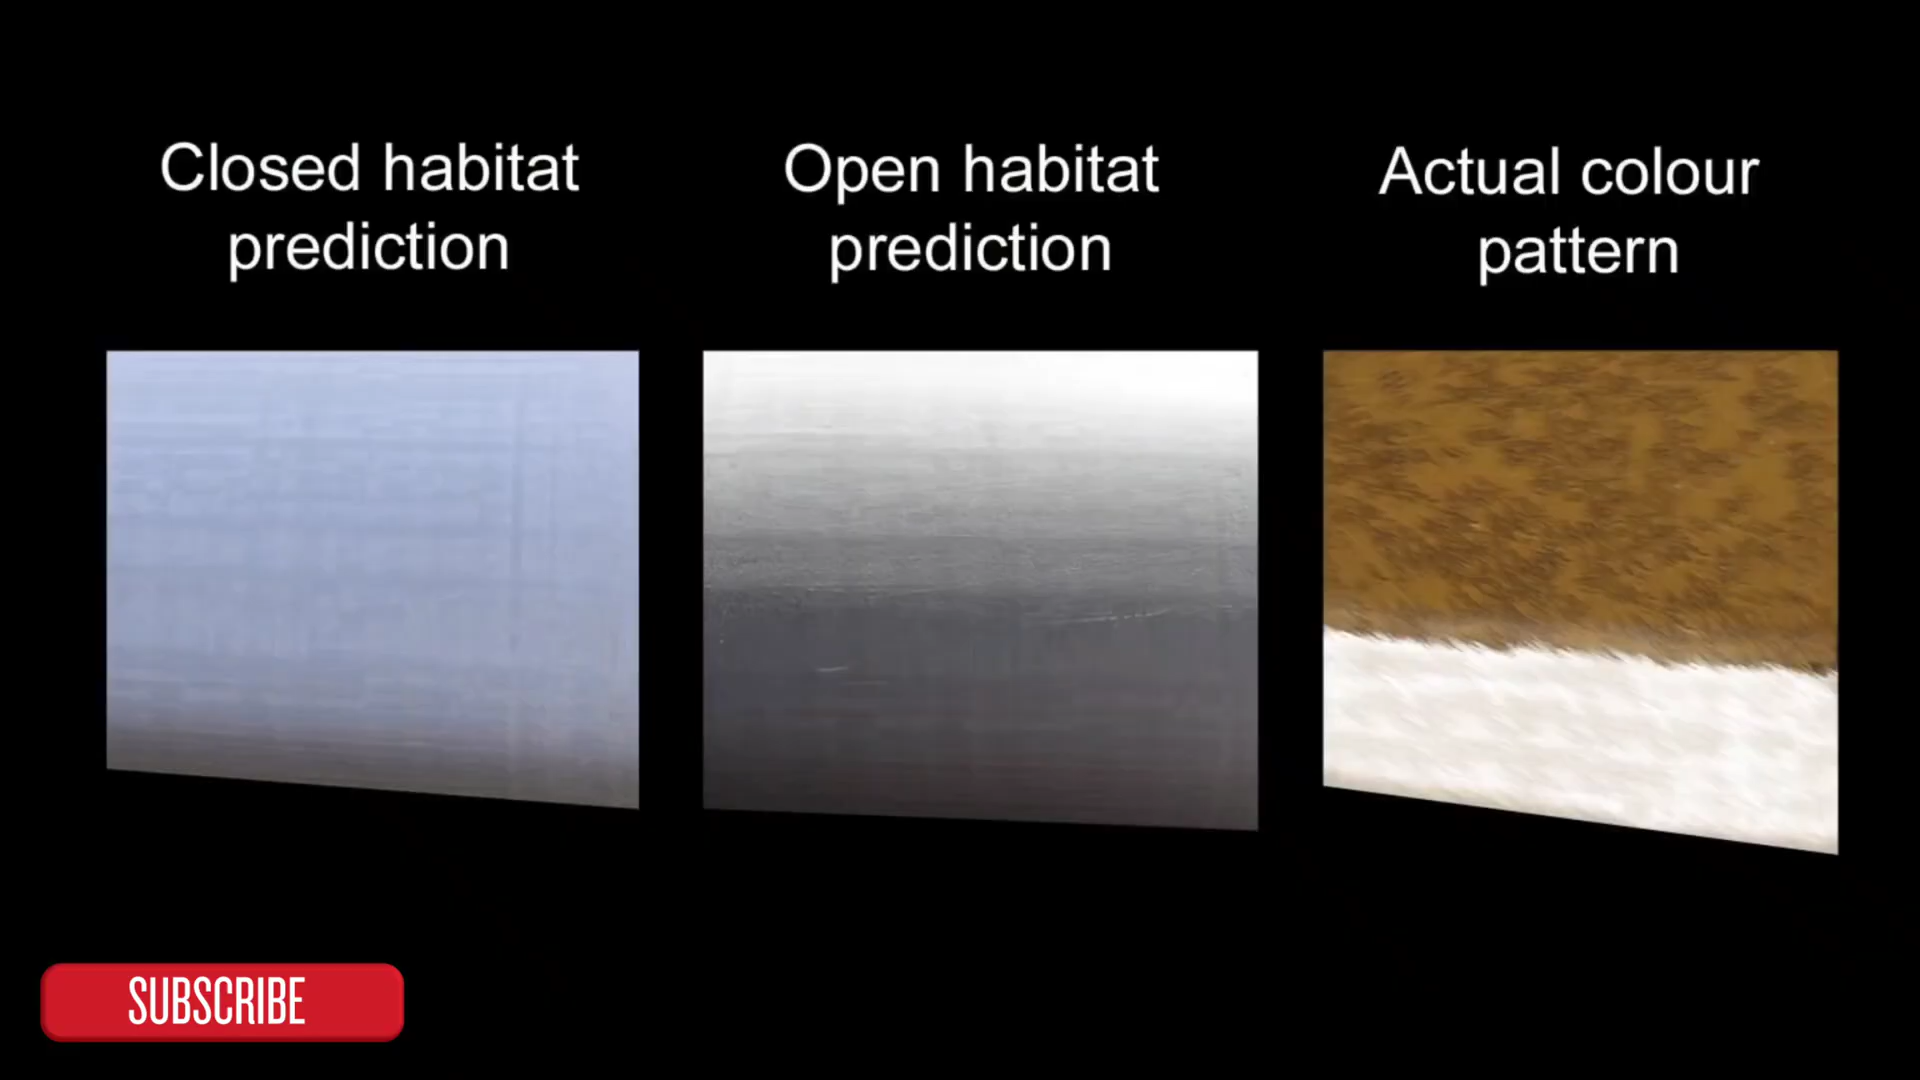 Closed habitat
prediction
Open habitat
prediction
Actual colour
pattern
SUBSCRIBE